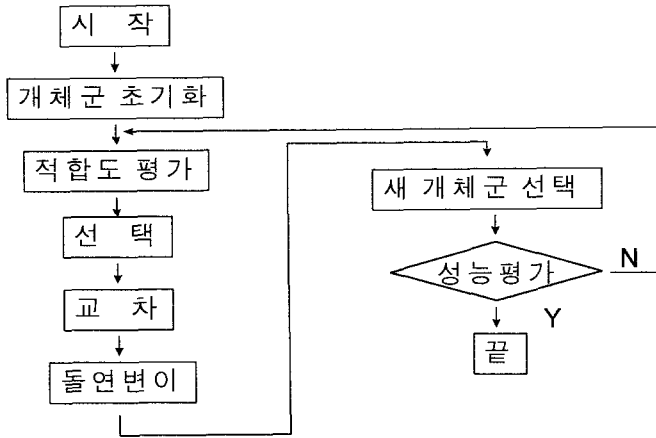 시 작
개체군 초기화
적합도 평가
선 택
교 차
돌연변이
새 개체군 선택
성능평가
N
Y
끝